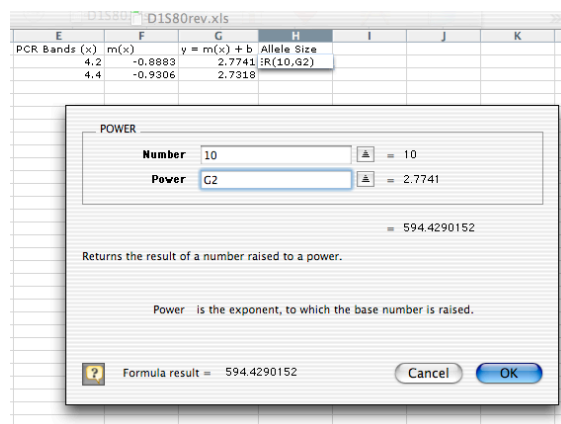 D1S80rev.xls
E F G H I J K
PCR Bands (x) m(x) y = m(x) + b Allele Size
4.2 -0.8883 2.7741 :R(10,G2)
4.4 -0.9306 2.7318
POWER
Number 10 = 10
Power G2 = 2.7741
= 594.4290152
Returns the result of a number raised to a power.
Power is the exponent, to which the base number is raised.
? Formula result = 594.4290152 Cancel OK